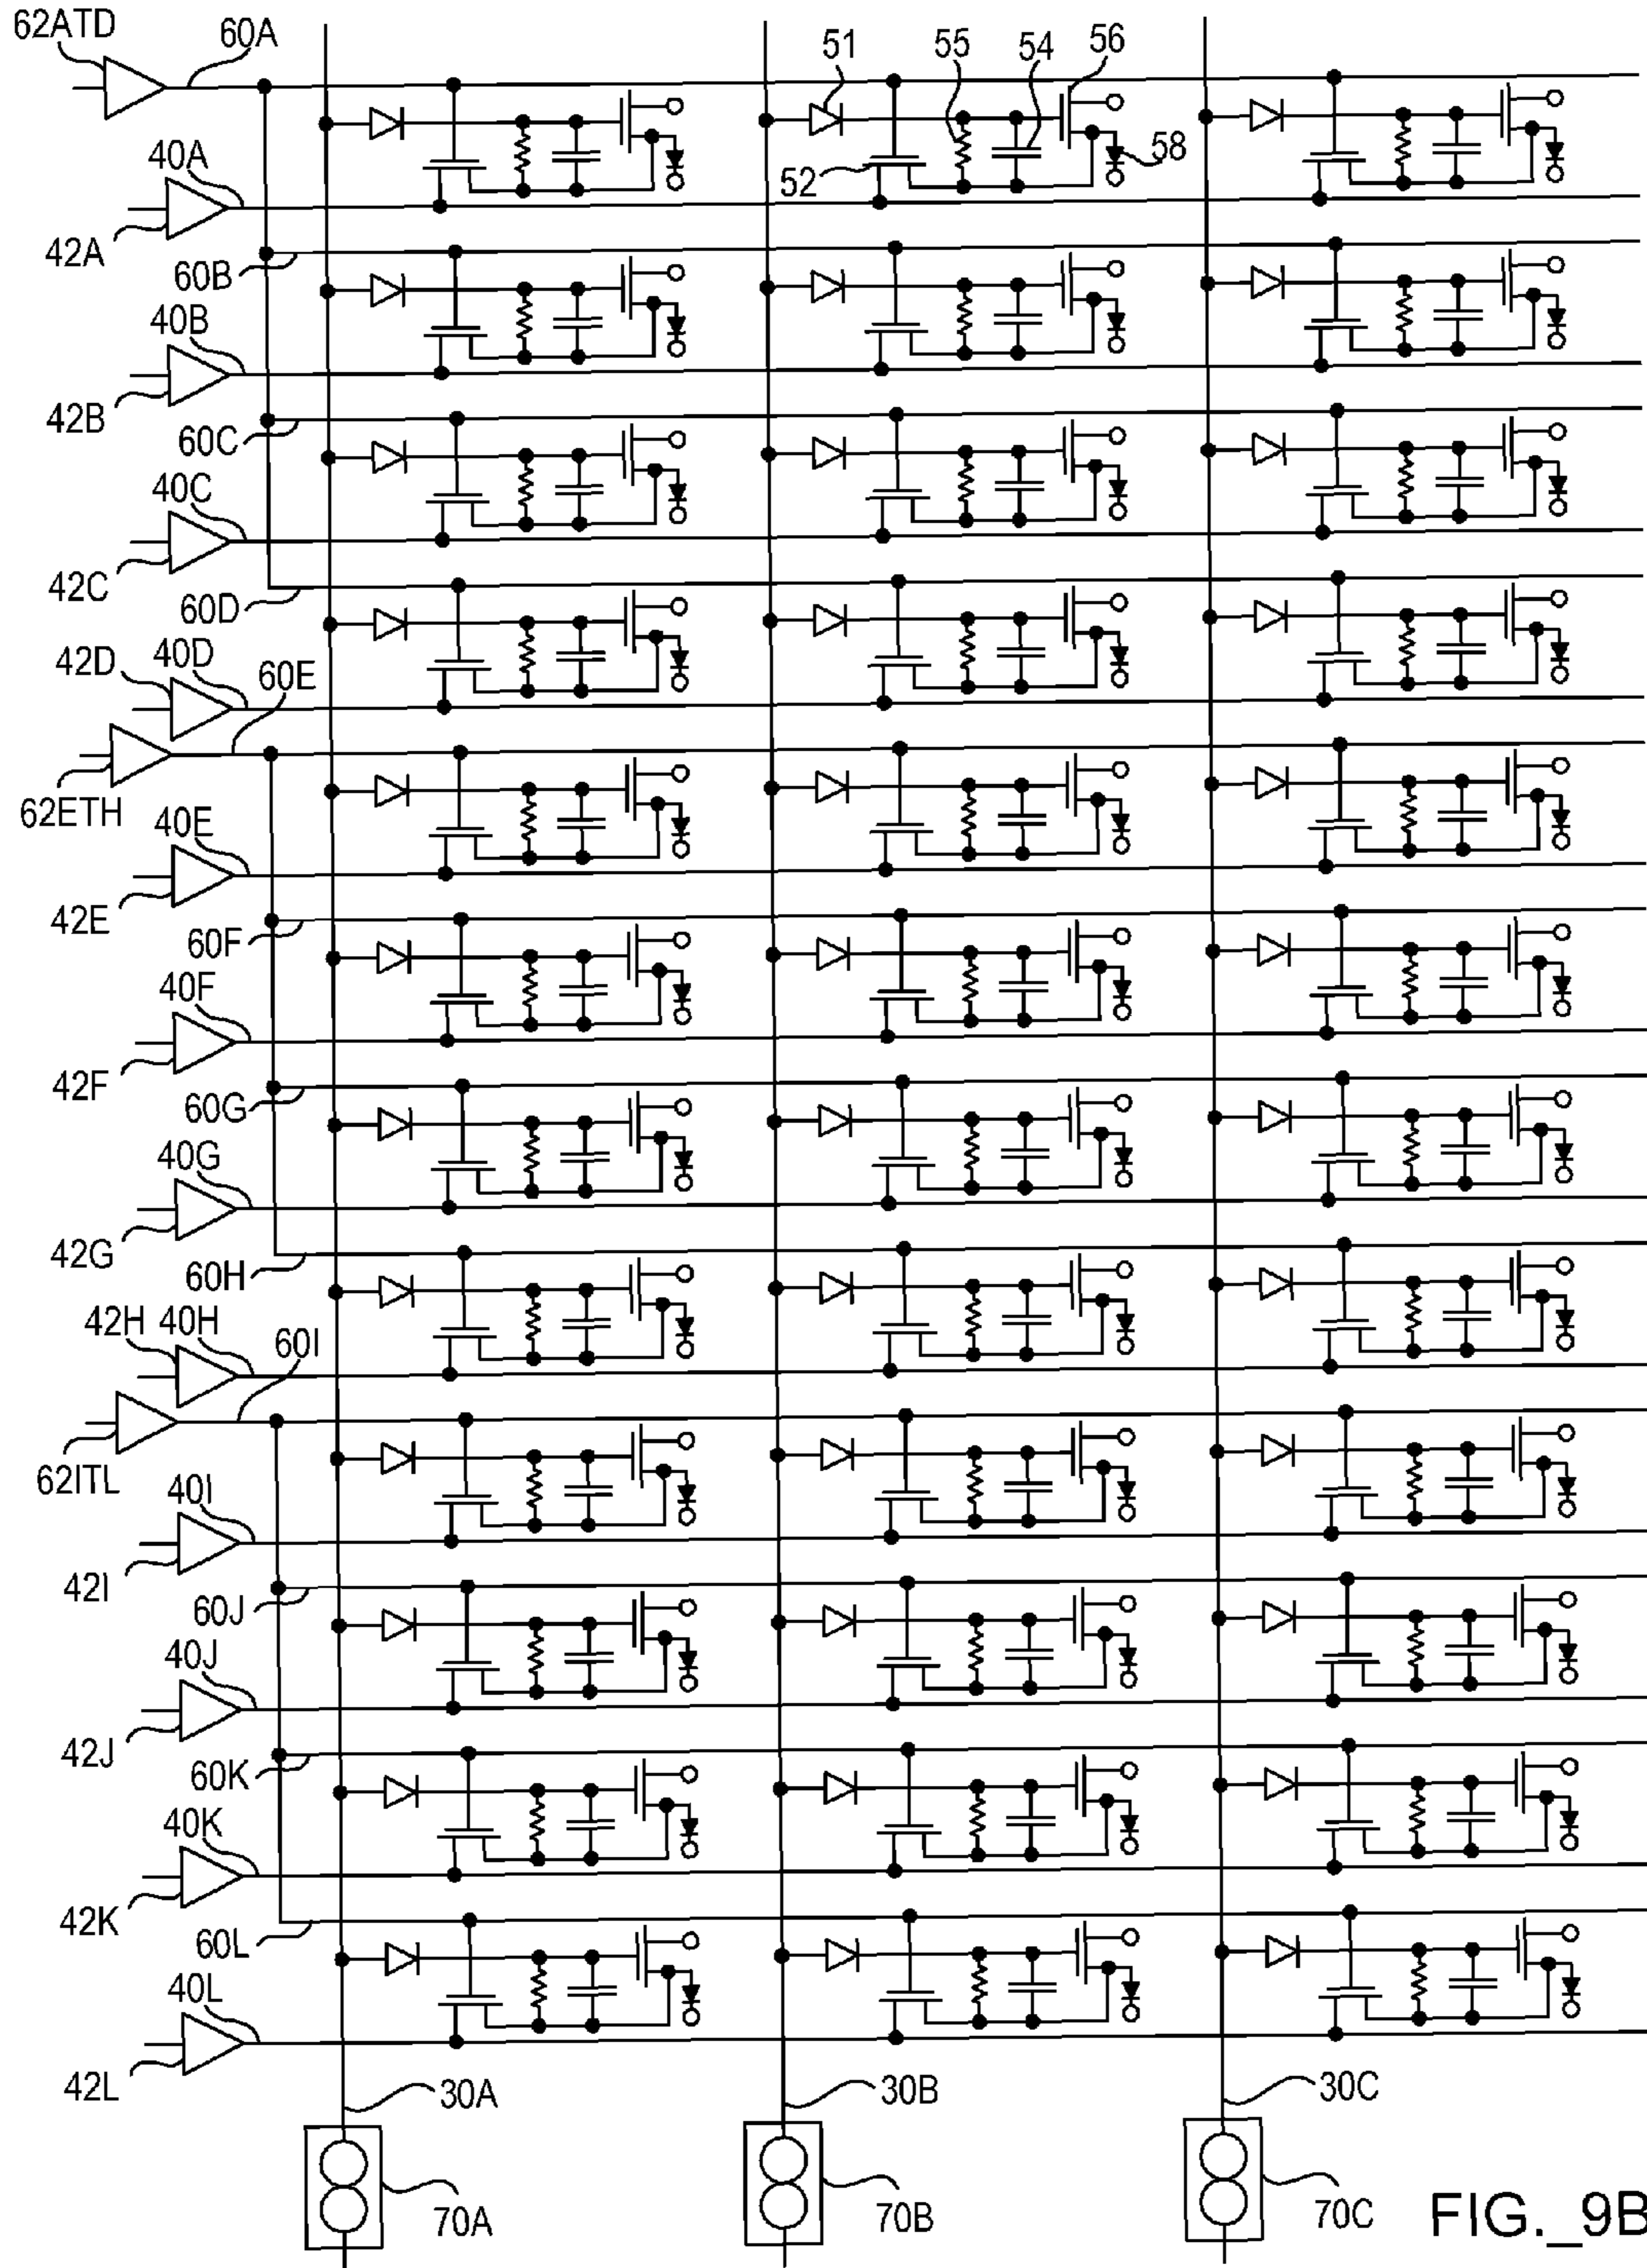 62ATD
60A
51
55
54
56
40A
52
58
42A
60B
40B
42B
60C
40C
42C
60D
42D
40D
60E
62ETH
40E
42E
60F
40F
42F
60G
40G
42G
60H
42H
40H
60I
62ITL
40I
42I
60J
40J
42J
60K
40K
42K
60L
40L
42L
30A
30B
30C
70A
70B
70C
FIG._9B